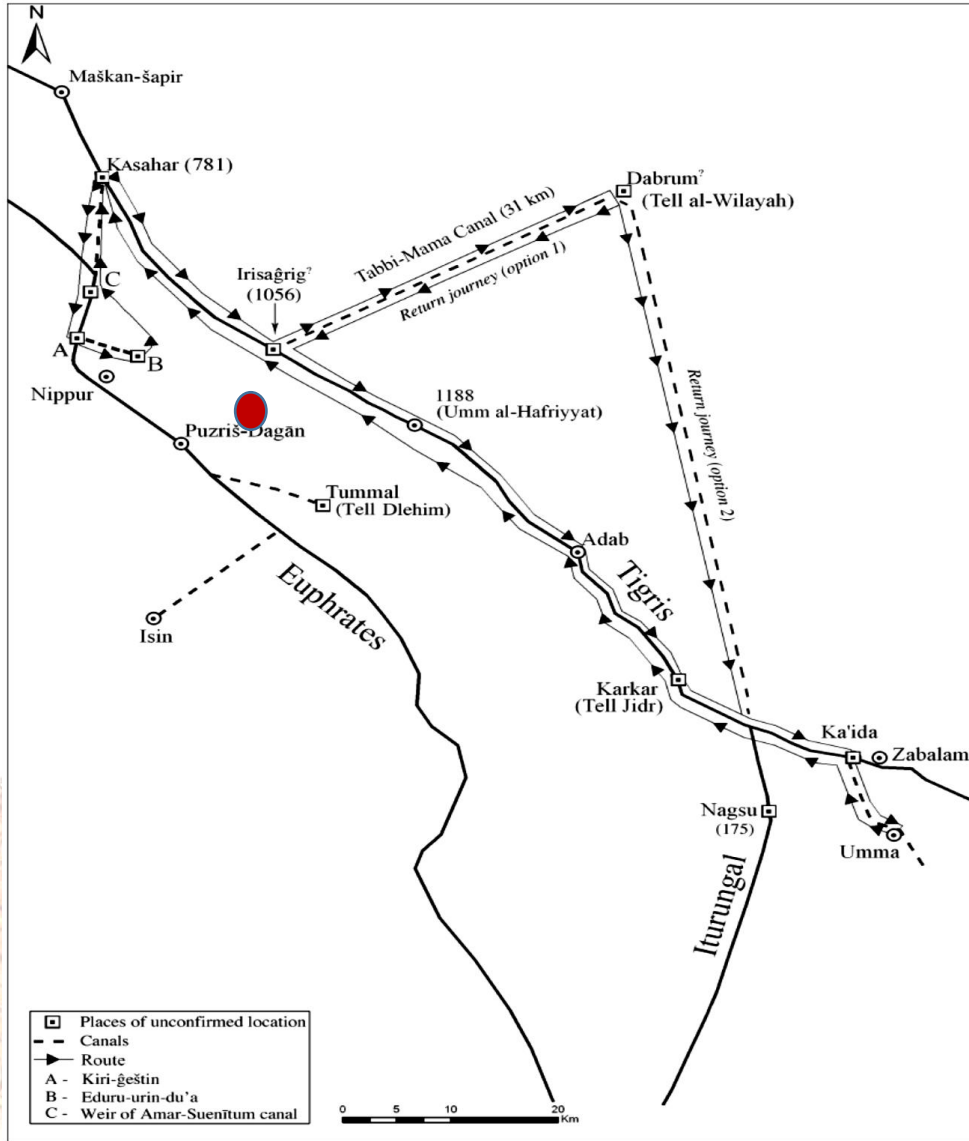 N
Maškan-šapir
KAsahar (781)
Dabrum?
(Tell al-Wilayah)
Tabbi-Mama Canal (31 km)
Return journey (option 1)
Irisaĝrig?
(1056)
C
A
B
Nippur
1188
(Umm al-Hafriyyat)
Puzriš-Dagān
Return journey (option 2)
Tummal
(Tell Dlehim)
Adab
Tigris
Euphrates
Isin
Karkar
(Tell Jidr)
Ka'ida
Zabalam
Nagsu
(175)
Umma
Iturungal
Places of unconfirmed location
Canals
Route
A - Kiri-ĝeštin
B - Eduru-urin-du'a
C - Weir of Amar-Suenītum canal
0 5 10 20
Km